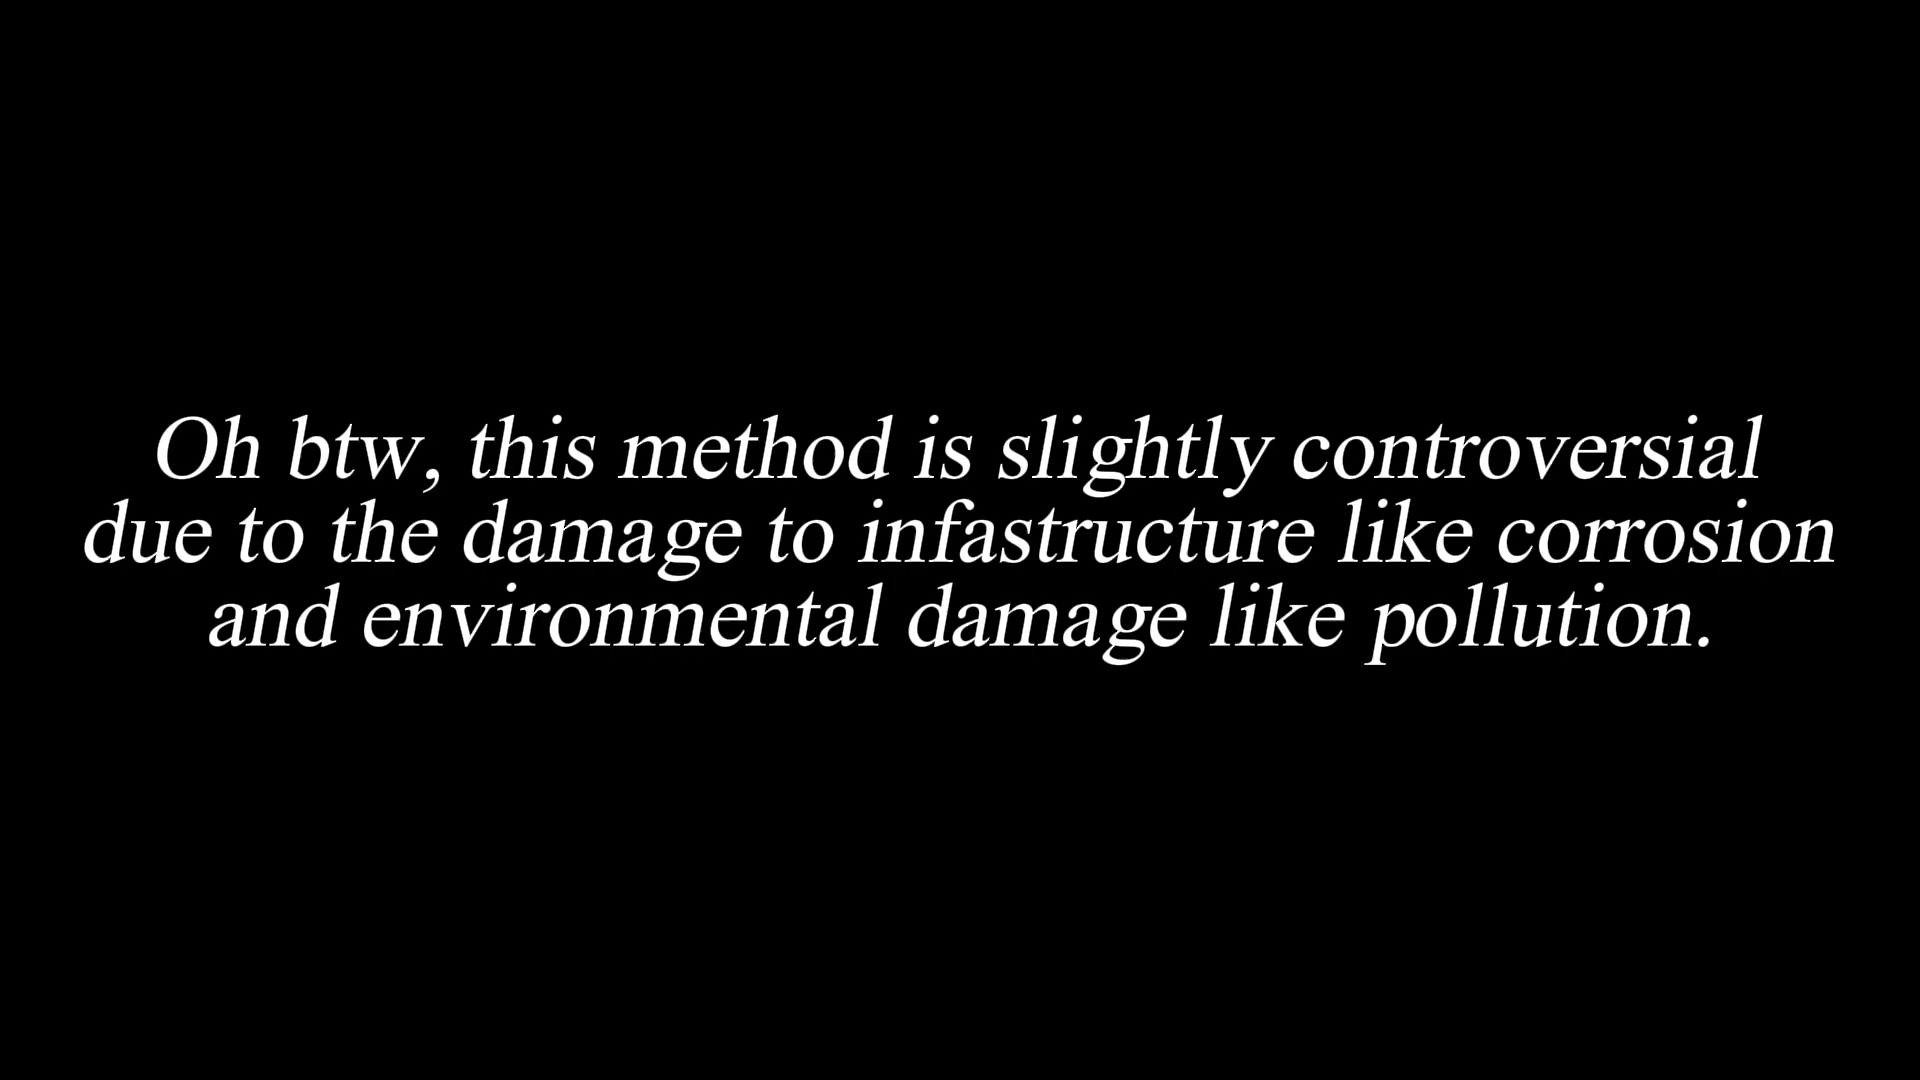 Oh btw, this method is slightly controversial
due to the damage to infastructure like corrosion
and environmental damage like pollution.